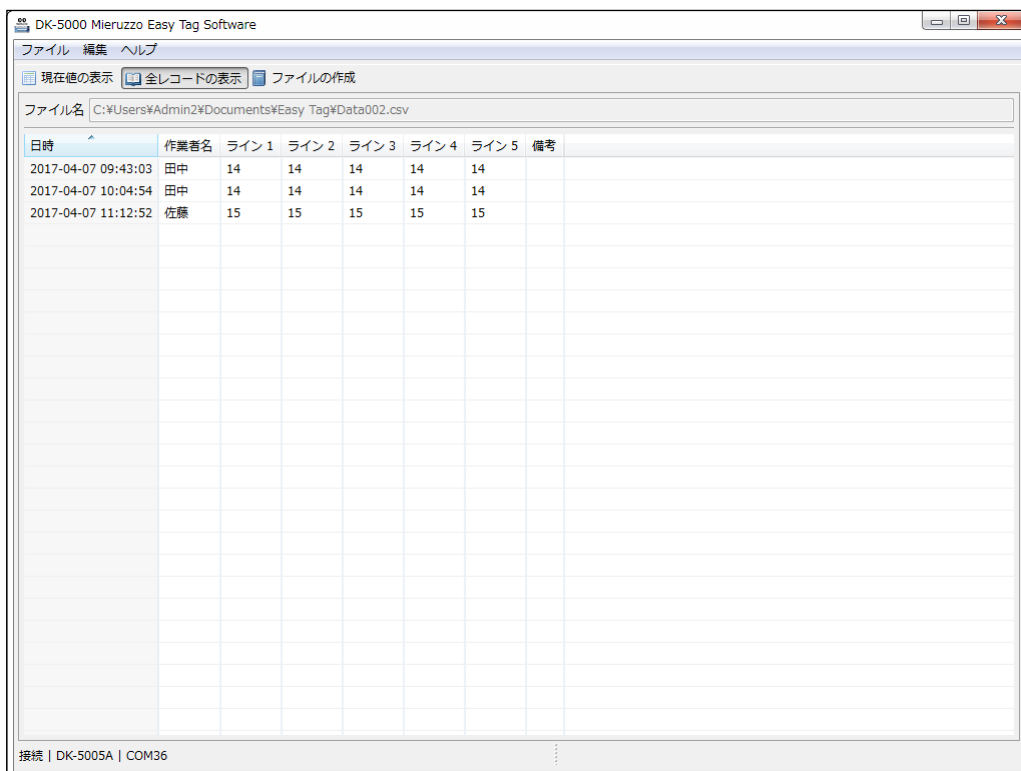 DK-5000 Mieruzzo Easy Tag Software
ファイル 編集 ヘルプ
現在値の表示 全レコードの表示 ファイルの作成
ファイル名 C:¥Users¥Admin2¥Documents¥Easy Tag¥Data002.csv
日時 作業者名 ライン 1 ライン 2 ライン 3 ライン 4 ライン 5 備考
2017-04-07 09:43:03 田中 14 14 14 14 14
2017-04-07 10:04:54 田中 14 14 14 14 14
2017-04-07 11:12:52 佐藤 15 15 15 15 15
接続 | DK-5005A | COM36